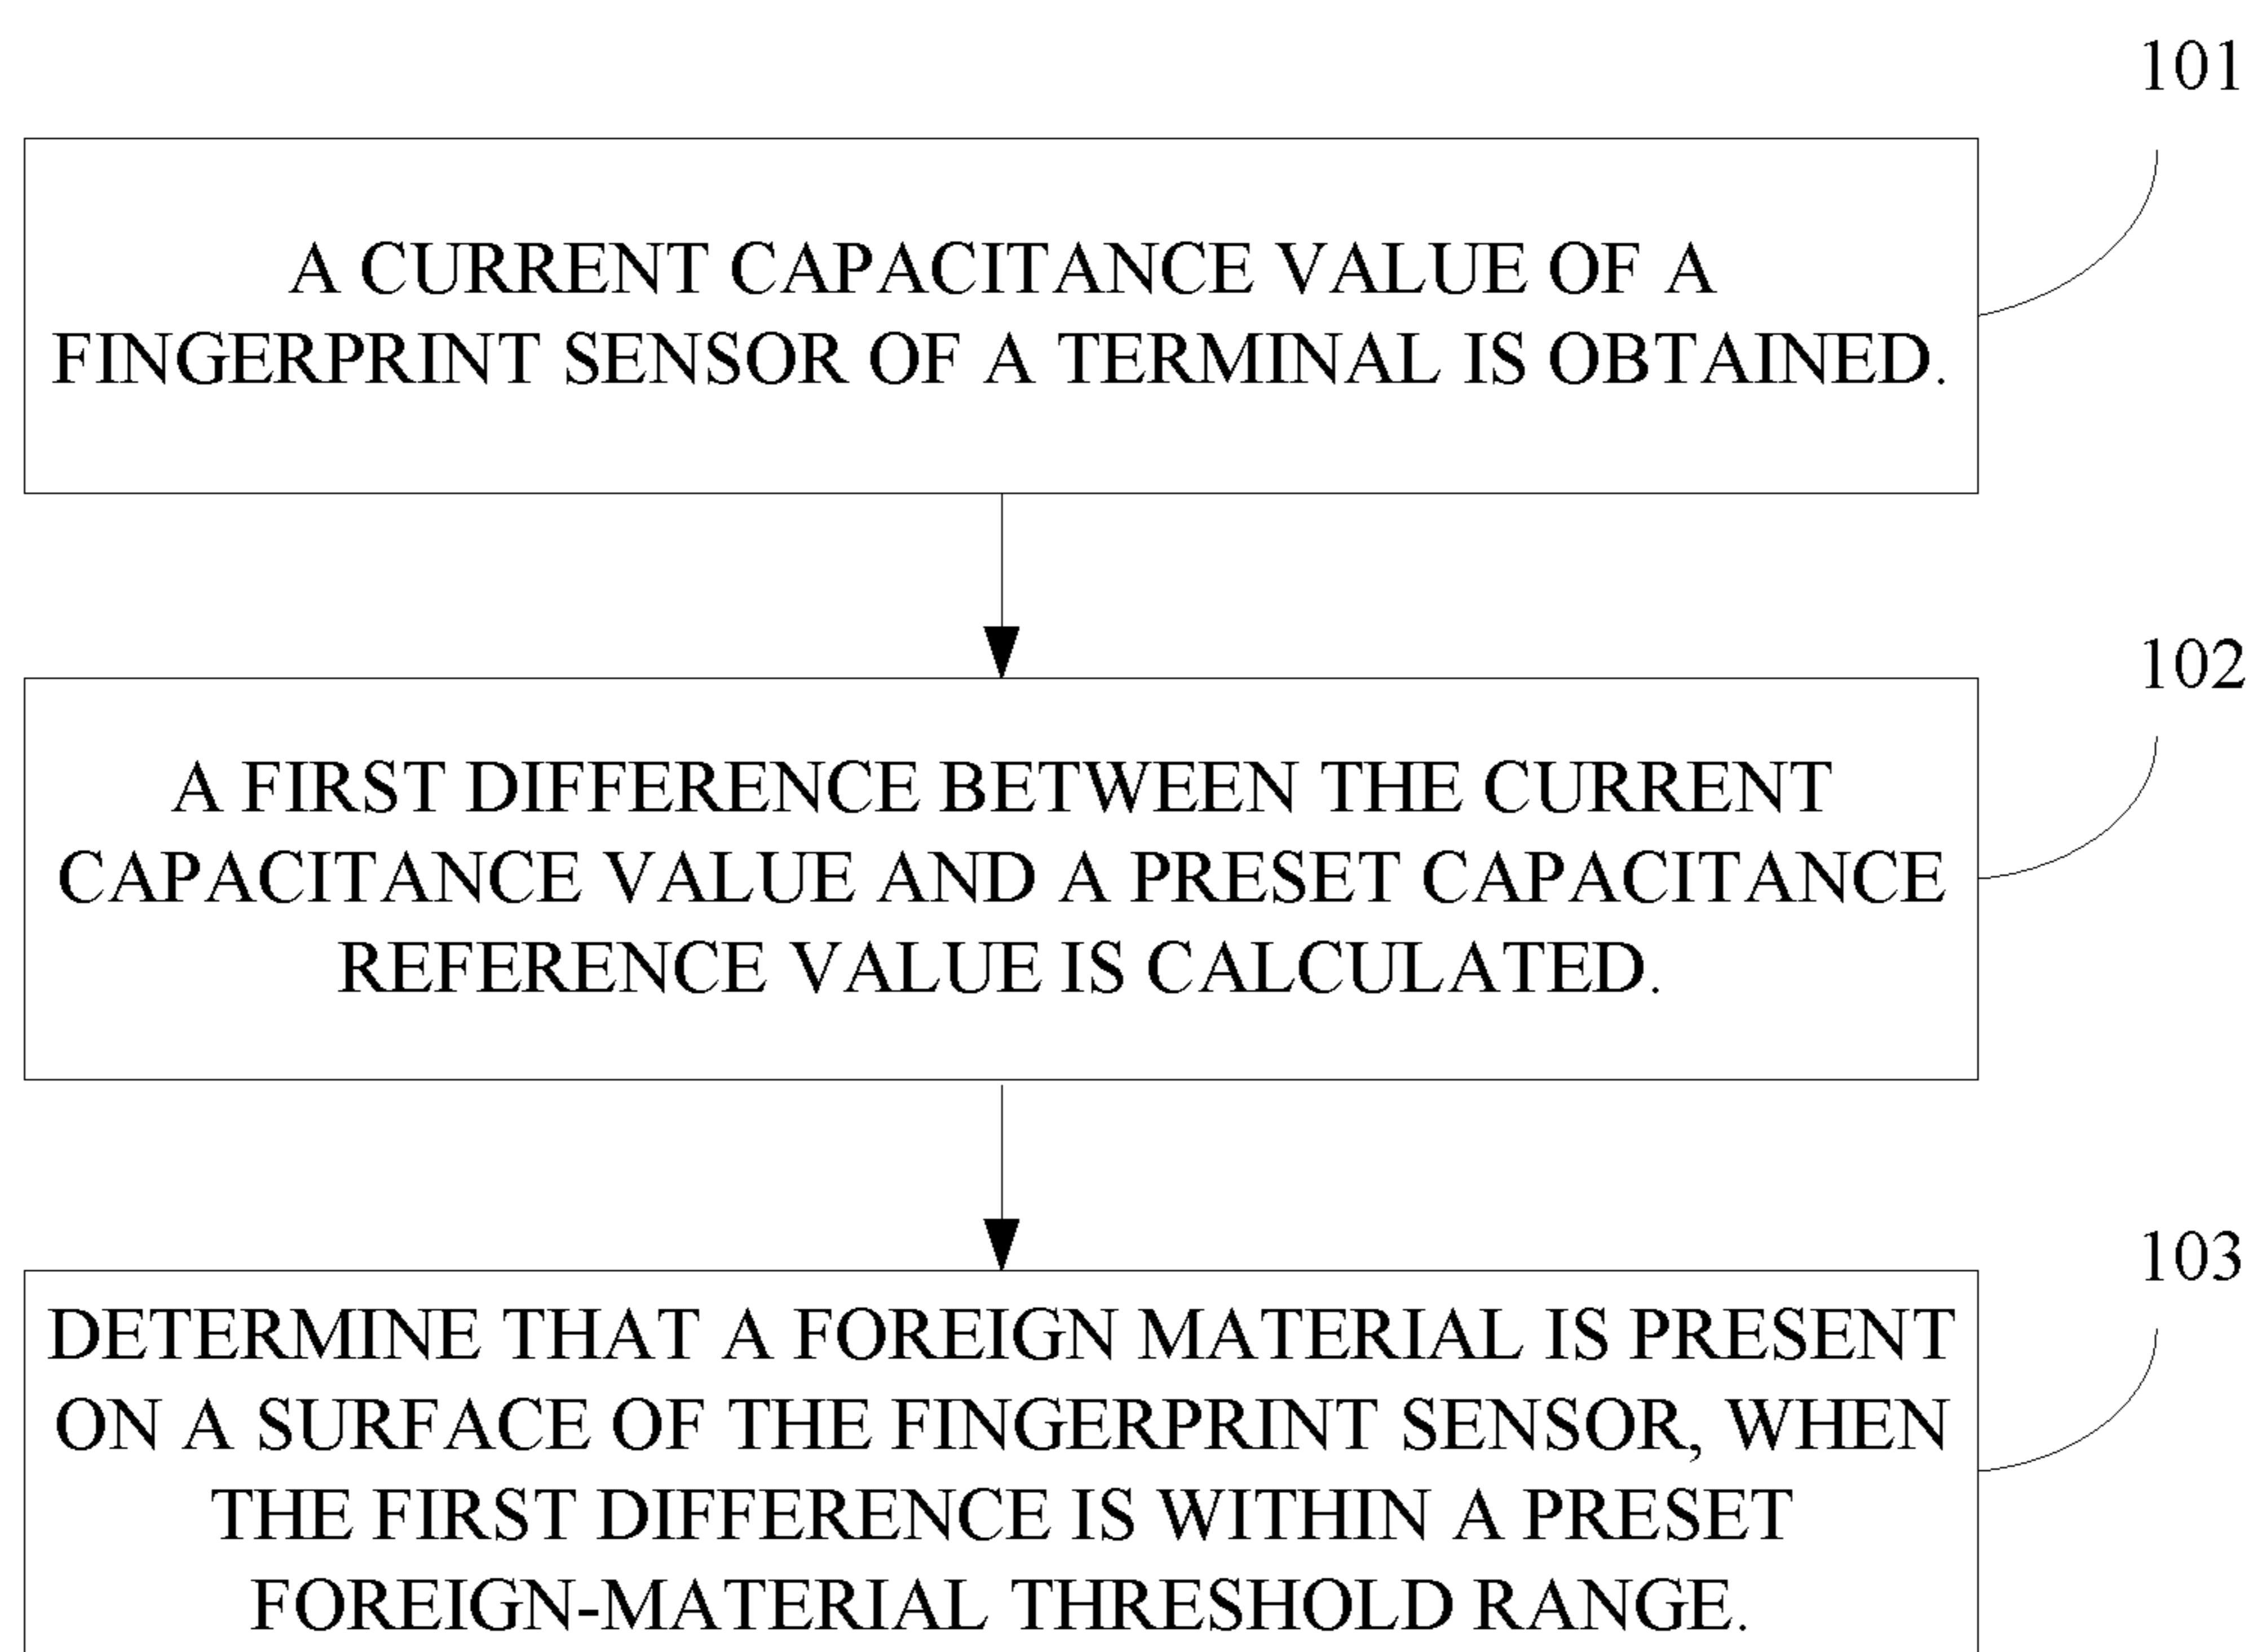 101
A CURRENT CAPACITANCE VALUE OF A
FINGERPRINT SENSOR OF A TERMINAL IS OBTAINED.
102
A FIRST DIFFERENCE BETWEEN THE CURRENT
CAPACITANCE VALUE AND A PRESET CAPACITANCE
REFERENCE VALUE IS CALCULATED.
103
DETERMINE THAT A FOREIGN MATERIAL IS PRESENT
ON A SURFACE OF THE FINGERPRINT SENSOR, WHEN
THE FIRST DIFFERENCE IS WITHIN A PRESET
FOREIGN-MATERIAL THRESHOLD RANGE.